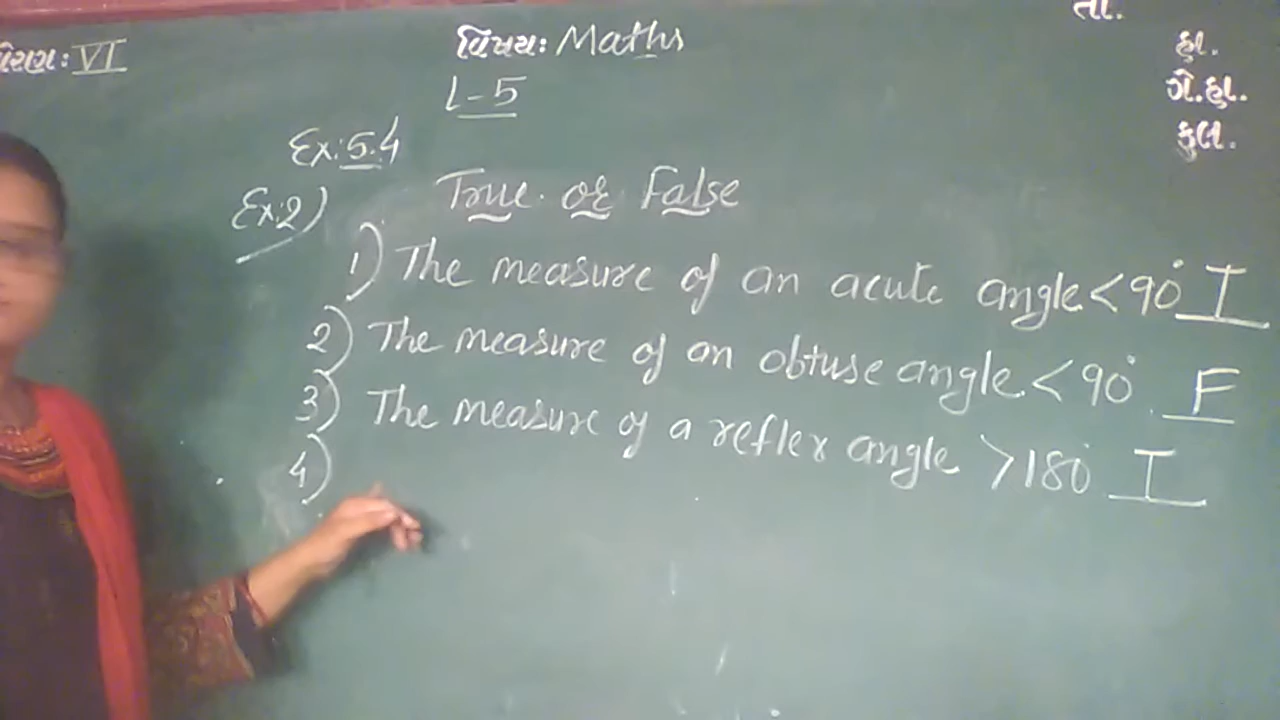 ધોરણ: VI
વિષય: Maths
તા.
હા.
ગે.હા.
કુલ.
L-5
Ex: 5.4
Ex:2) True or False
1) The measure of an acute angle < 90° T
2) The measure of an obtuse angle < 90°. F
3) The measure of a reflex angle > 180° T
4)